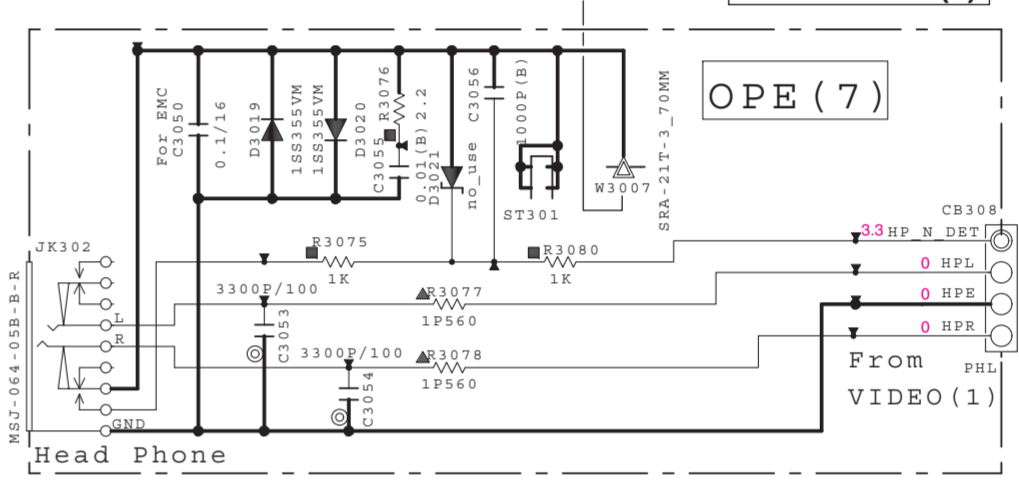 OPE(7)
For EMC
C3050
0.1/16
D3019
1SS355VM
1SS355VM
D3020
R3076
2.2
C3055
0.01(B)
D3021
no_use
C3056
1000P(B)
ST301
W3007
SRA-21T-3_70MM
CB308
3.3 HP_N_DET
0 HPL
0 HPE
0 HPR
PHL
From
VIDEO(1)
JK302
MSJ-064-05B-B-R
L
R
GND
R3075
1K
R3080
1K
3300P/100
C3053
R3077
1P560
3300P/100
C3054
R3078
1P560
Head Phone